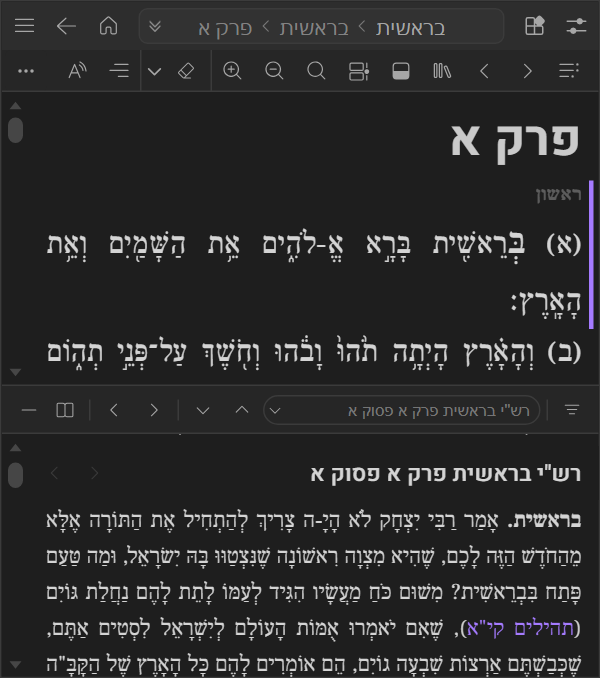 בראשית > בראשית > פרק א
פרק א
ראשון
(א) בְּרֵאשִׁ֖ית בָּרָ֣א אֱ-לֹהִ֑ים אֵ֥ת הַשָּׁמַ֖יִם וְאֵ֥ת
הָאָֽרֶץ׃
(ב) וְהָאָ֗רֶץ הָיְתָ֥ה תֹ֙הוּ֙ וָבֹ֔הוּ וְחֹ֖שֶׁךְ עַל־פְּנֵ֣י תְה֑וֹם
רש"י בראשית פרק א פסוק א
רש"י בראשית פרק א פסוק א
בראשית. אָמַר רַבִּי יִצְחָק לֹא הָיָ-ה צָרִיךְ לְהַתְחִיל אֶת הַתּוֹרָה אֶלָּא
מֵהַחֹדֶשׁ הַזֶּה לָכֶם, שֶׁהִיא מִצְוָה רִאשׁוֹנָה שֶׁנִּצְטַוּוּ בָּהּ יִשׂרָאֵל, וּמַה טַּעַם
פָּתַח בִּבְרֵאשִׁית? מִשּׁוּם כֹּחַ מַעֲשָׂיו הִגִּיד לְעַמּוֹ לָתֵת לָהֶם נַחֲלַת גּוֹיִם
(תהילים קי"א), שֶׁאִם יֹאמְרוּ אֻמּוֹת הָעוֹלָם לְיִשְׁרָאֵל לִסְטִים אַתֶּם,
שֶׁכְּבַשְׁתֶּם אַרְצוֹת שִׁבְעָה גוֹיִם, הֵם אוֹמְרִים לָהֶם כָּל הָאָרֶץ שֶׁל הַקָּבָּ"ה